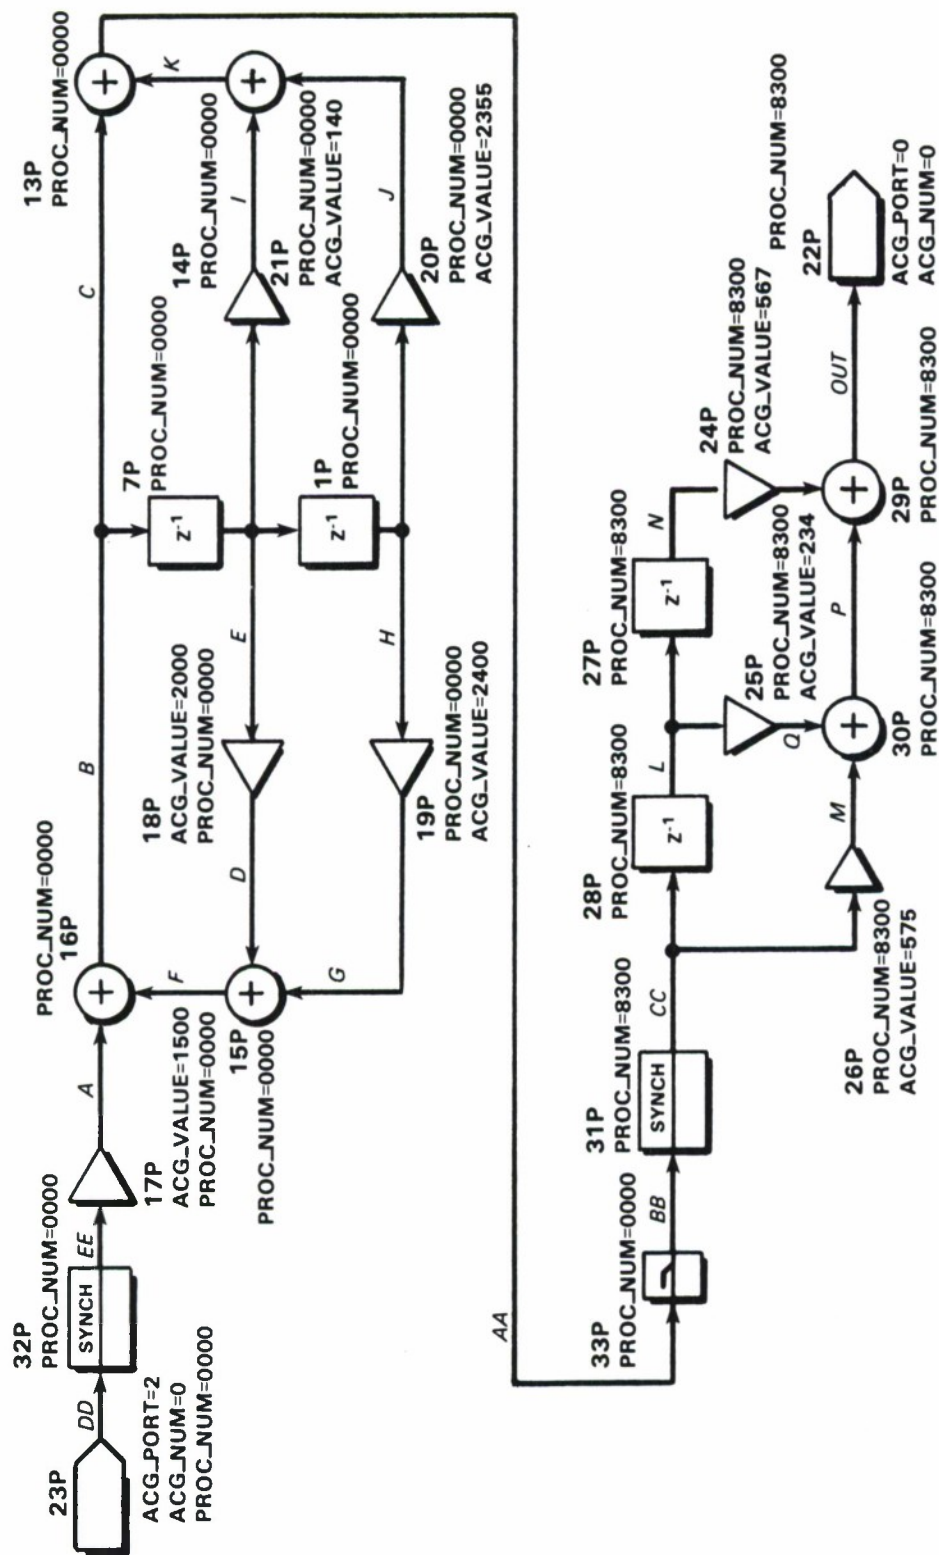 23P
ACG_PORT=2
ACG_NUM=0
PROC_NUM=0000
DD
32P
PROC_NUM=0000
SYNCH
EE
17P
ACG_VALUE=1500
PROC_NUM=0000
A
PROC_NUM=0000
16P
+
B
C
13P
PROC_NUM=0000
+
K
F
15P
PROC_NUM=0000
+
D
18P
ACG_VALUE=2000
PROC_NUM=0000
E
7P
PROC_NUM=0000
z⁻¹
14P
PROC_NUM=0000
+
I
21P
PROC_NUM=0000
ACG_VALUE=140
G
19P
PROC_NUM=0000
ACG_VALUE=2400
H
1P
PROC_NUM=0000
z⁻¹
20P
PROC_NUM=0000
ACG_VALUE=2355
J
AA
33P
PROC_NUM=0000
BB
31P
PROC_NUM=8300
SYNCH
CC
28P
PROC_NUM=8300
z⁻¹
L
27P
PROC_NUM=8300
z⁻¹
N
24P
PROC_NUM=8300
ACG_VALUE=567
25P
PROC_NUM=8300
ACG_VALUE=234
Q
26P
PROC_NUM=8300
ACG_VALUE=575
M
+
30P
PROC_NUM=8300
P
+
29P
PROC_NUM=8300
OUT
22P
PROC_NUM=8300
ACG_PORT=0
ACG_NUM=0